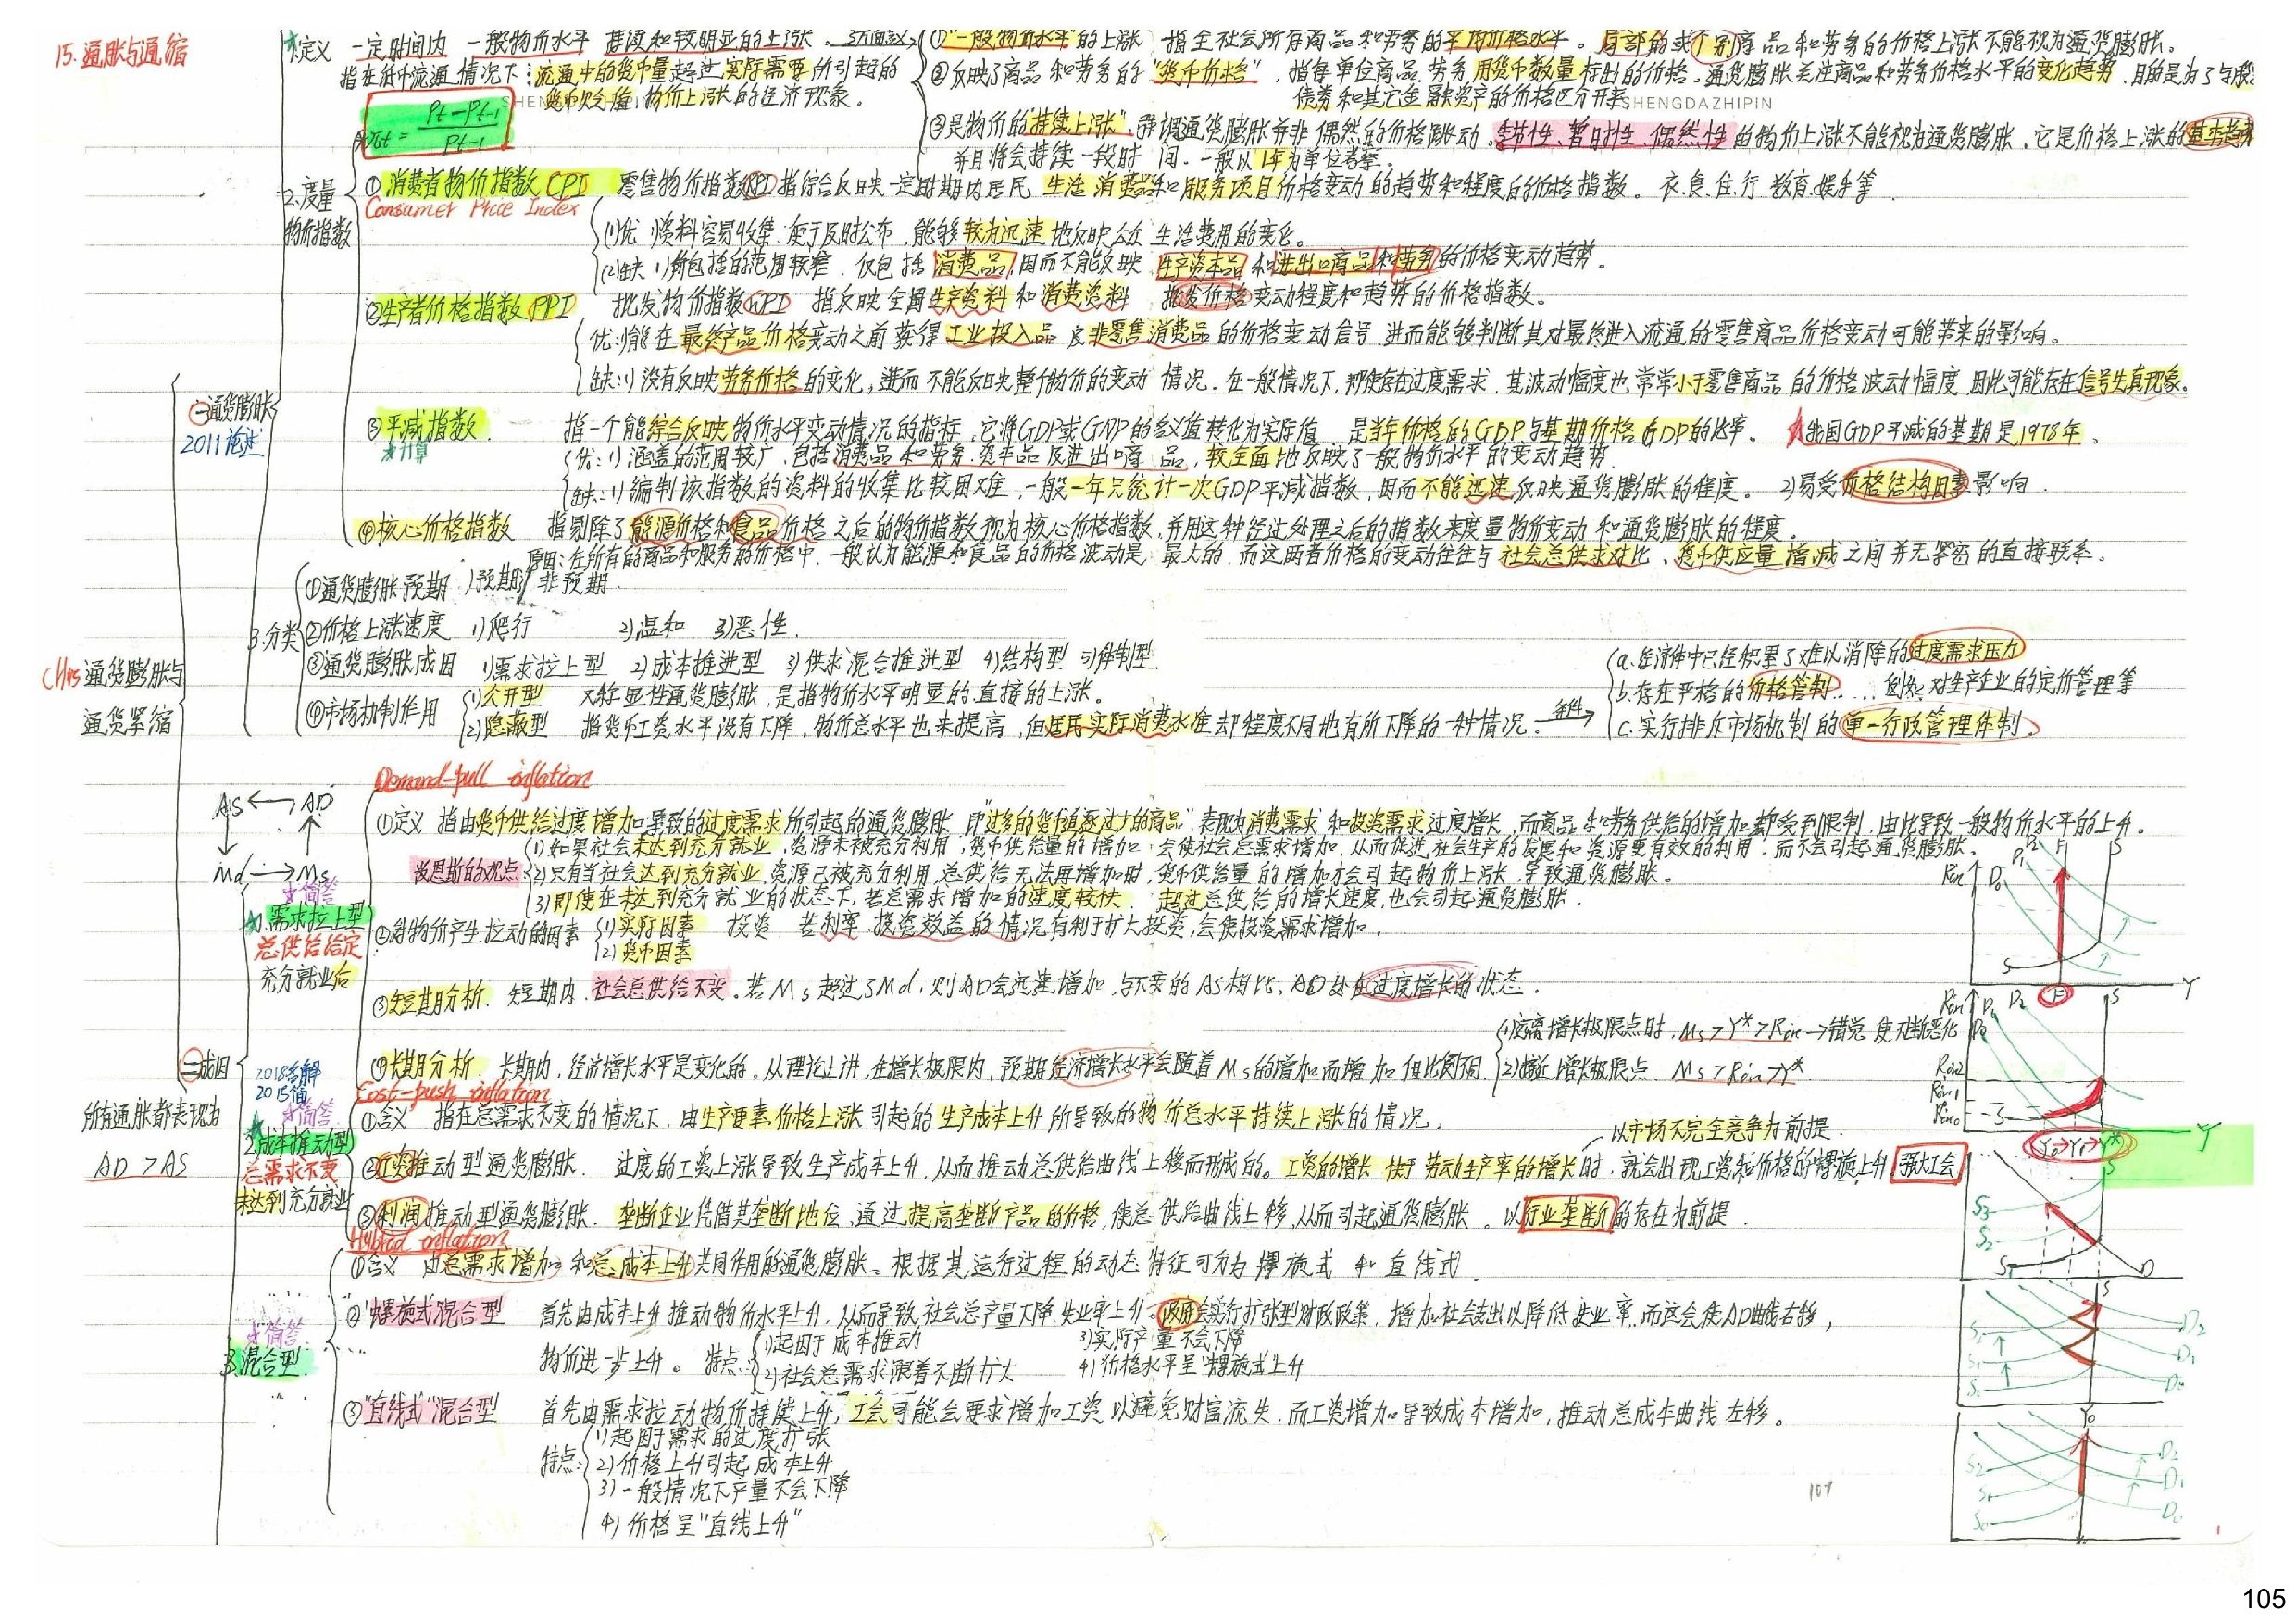 15.通胀与通缩
CH15 通货膨胀与
通货紧缩
一通货膨胀
2011论述
1.定义 一定时间内 一般物价水平 持续和较明显的上涨。3方面含义
指在纸币流通情况下:流通中的货币量超过实际需要所引起的
货币贬值 物价上涨的经济现象。
πt = Pt-Pt-1 / Pt-1
①"一般物价水平"的上涨 指全社会所有商品和劳务的平均价格水平。局部的或个别商品和劳务的价格上涨不能视为通货膨胀。
②反映了商品和劳务的"货币价格",指每单位商品、劳务用货币数量标出的价格。通货膨胀关注商品和劳务价格水平的变化趋势,目的是为了与股
债券和其它金融资产的价格区分开来
SHENGDAZHIPIN
SHENGDAZHIPIN
③是物价的"持续上涨",强调通货膨胀并非偶然的价格跳动,季节性、暂时性、偶然性的物价上涨不能视为通货膨胀,它是价格上涨的基本趋势
并且将会持续一段时间.一般以1年为单位考察。
2.度量
物价指数
①消费者物价指数CPI 零售物价指数RPI 指综合反映一定时期内居民 生活消费品和服务项目价格变动的趋势和程度的价格指数。衣、食、住、行、教育、娱乐等
Consumer Price Index
(1)优 资料容易收集.便于及时公布,能够较为迅速地反映公众生活费用的变化。
(2)缺 1)所包括的范围较窄,仅包括消费品,因而不能反映生产资本品和进出口商品和劳务的价格变动趋势。
②生产者价格指数PPI 批发物价指数WPI 指反映全国生产资料和消费资料 批发价格变动程度和趋势的价格指数。
优:1)能在最终产品价格变动之前获得工业投入品及非零售消费品的价格变动信号,进而能够判断其对最终进入流通的零售商品价格变动可能带来的影响。
缺:1)没有反映劳务价格的变化,进而不能反映整个物价的变动情况.在一般情况下,即使存在过度需求,其波动幅度也常常小于零售商品的价格波动幅度,因此可能存在信号失真现象。
③平减指数 指一个能综合反映物价水平变动情况的指标,它将GDP或GNP的名义值转化为实际值 是当年价格的GDP与基期价格GDP的比率。★我国GDP平减的基期是1978年、
*计算
优:1)涵盖的范围较广,包括消费品和劳务,资本品及进出口商品,较全面地反映了一般物价水平的变动趋势
缺:1)编制该指数的资料的收集比较困难,一般一年只统计一次GDP平减指数,因而不能迅速反映通货膨胀的程度。2)易受价格结构因素影响.
④核心价格指数 指剔除了能源价格和食品价格之后的物价指数视为核心价格指数,并用这种经过处理之后的指数来度量物价变动和通货膨胀的程度。
原因:在所有的商品和服务的价格中.一般认为能源和食品的价格波动是最大的,而这两者价格的变动往往与社会总供求对比、货币供应量增减之间并无紧密的直接联系。
3.分类
①通货膨胀预期 1)预期 非预期
②价格上涨速度 1)爬行 2)温和 3)恶性.
③通货膨胀成因 1)需求拉上型 2)成本推进型 3)供求混合推进型 4)结构型 5)体制型
④市场机制作用
1)公开型 又称显性通货膨胀,是指物价水平明显的.直接的上涨。
2)隐蔽型 指货币工资水平没有下降,物价总水平也未提高,但居民实际消费水准却程度不同地有所下降的一种情况。条件
a.经济体中已经积累了难以消除的过度需求压力
b.存在严格的价格管制. 例如 对生产企业的定价管理等
c.实行排斥市场机制的单一行政管理体制。
AS AD
Md Ms
二成因
所有通胀都表现为
AD>AS
*简答
1.需求拉上型
总供给给定
充分就业后
Demand-pull inflation
①定义 指由货币供给过度增加导致的过度需求所引起的通货膨胀 即"过多的货币追逐过少的商品",表现为消费需求和投资需求过度增长,而商品和劳务供给的增加却受到限制,由此导致一般物价水平的上升。
凯恩斯的观点
(1)如果社会未达到充分就业,资源未被充分利用,货币供给量的增加 会使社会总需求增加,从而促进社会生产的发展和资源更有效的利用,而不会引起通货膨胀.
(2)只有当社会达到充分就业,资源已被充分利用,总供给无法再增加时,货币供给量的增加才会引起物价上涨,导致通货膨胀。
(3)即使在未达到充分就业的状态下,若总需求增加的速度较快,超过总供给的增长速度,也会引起通货膨胀.
②对物价产生拉动的因素
(1)实际因素 投资 若利率、投资效益的情况有利于扩大投资,会使投资需求增加.
(2)货币因素
③短期分析.短期内,社会总供给不变。若Ms超过了Md,则AD会迅速增加,与不变的AS相比,AD处在过度增长的状态.
④长期分析.长期内,经济增长水平是变化的.从理论上讲,在增长极限内,预期经济增长水平会随着Ms的增加而增加 但比例不同
(1)远离增长极限点时,Ms>Y*>Rin→错觉 使不断恶化
(2)接近增长极限点 Ms>Rin>Y*
2018名解
2015简
*简答
2.成本推动型
总需求不变
未达到充分就业
Cost-push inflation
①含义 指在总需求不变的情况下,由生产要素价格上涨引起的生产成本上升所导致的物价总水平持续上涨的情况。
以市场不完全竞争为前提.
②工资推动型通货膨胀.过度的工资上涨导致生产成本上升,从而推动总供给曲线上移而形成的。工资的增长快于劳动生产率的增长时,就会出现工资和价格的螺旋上升.强大工会
③利润推动型通货膨胀.垄断企业凭借其垄断地位,通过提高垄断产品的价格,使总供给曲线上移,从而引起通货膨胀。以行业垄断的存在为前提.
*简答
3.混合型
Hybrid inflation
①含义 由总需求增加和总成本上升共同作用的通货膨胀。根据其运行过程的动态特征可分为螺旋式和直线式
②"螺旋式"混合型 首先由成本上升推动物价水平上升,从而导致社会总产量下降 失业率上升.政府会实行扩张型财政政策,增加社会支出以降低失业率,而这会使AD曲线右移,
物价进一步上升。特点:
1)起因于成本推动 3)实际产量不会下降
2)社会总需求跟着不断扩大 4)价格水平呈"螺旋式"上升
③"直线式"混合型 首先由需求拉动物价持续上升,工会可能会要求增加工资以避免财富流失,而工资增加导致成本增加,推动总成本曲线左移。
特点:
1)起因于需求的过度扩张
2)价格上升引起成本上升
3)一般情况下产量不会下降
4)价格呈"直线上升"
107
105